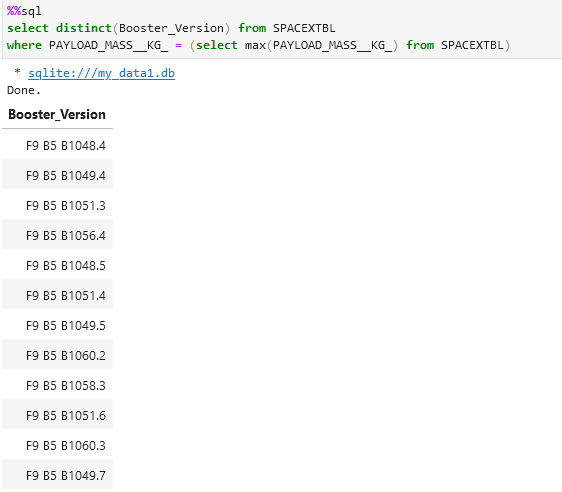 %%sql
select distinct(Booster_Version) from SPACEXTBL
where PAYLOAD_MASS__KG_ = (select max(PAYLOAD_MASS__KG_) from SPACEXTBL)
* sqlite:///my_data1.db
Done.
Booster_Version
F9 B5 B1048.4
F9 B5 B1049.4
F9 B5 B1051.3
F9 B5 B1056.4
F9 B5 B1048.5
F9 B5 B1051.4
F9 B5 B1049.5
F9 B5 B1060.2
F9 B5 B1058.3
F9 B5 B1051.6
F9 B5 B1060.3
F9 B5 B1049.7